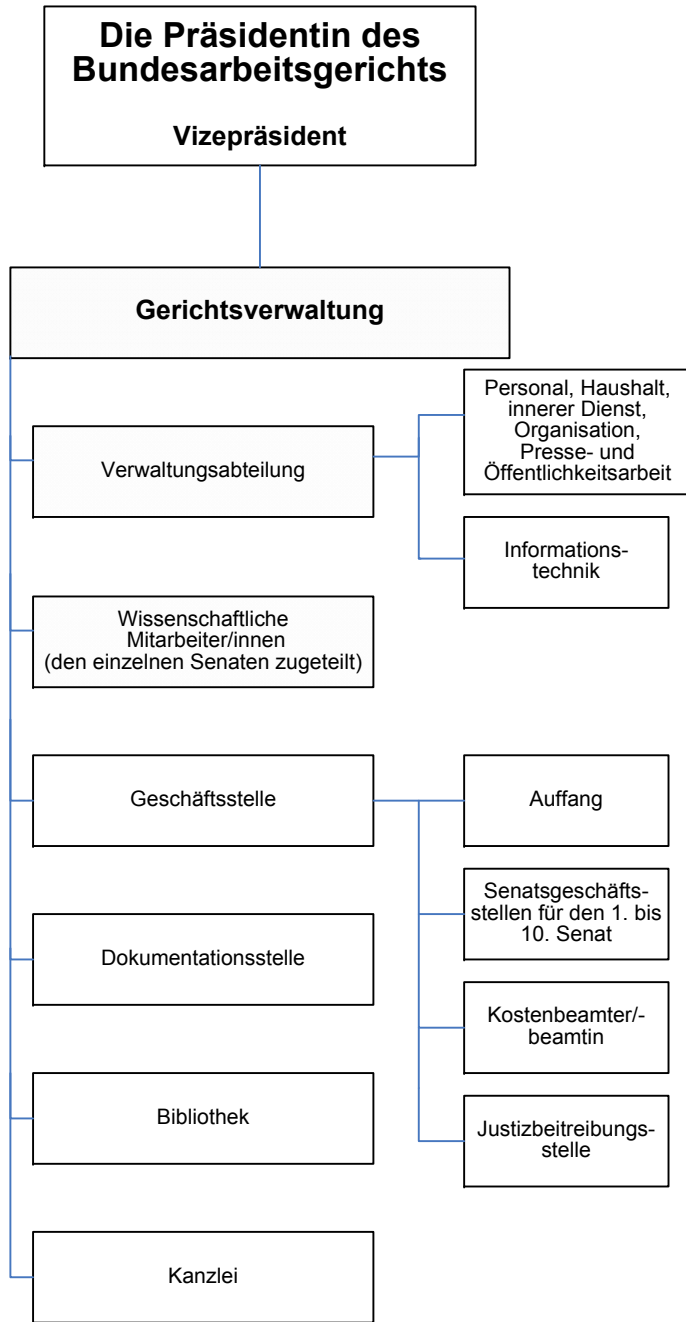 Die Präsidentin des
Bundesarbeitsgerichts
Vizepräsident
Gerichtsverwaltung
Verwaltungsabteilung
Personal, Haushalt,
innerer Dienst,
Organisation,
Presse- und
Öffentlichkeitsarbeit
Informations-
technik
Wissenschaftliche
Mitarbeiter/innen
(den einzelnen Senaten zugeteilt)
Geschäftsstelle
Auffang
Senatsgeschäfts-
stellen für den 1. bis
10. Senat
Kostenbeamter/-
beamtin
Justizbeitreibungs-
stelle
Dokumentationsstelle
Bibliothek
Kanzlei